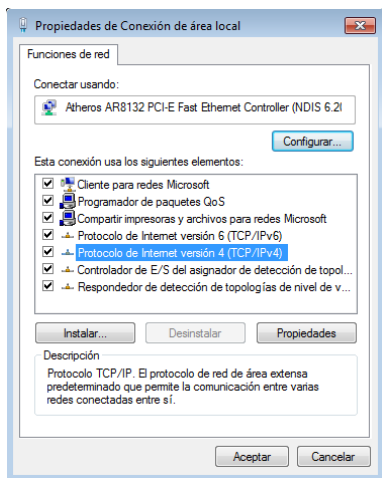 Propiedades de Conexión de área local
Funciones de red
Conectar usando:
Atheros AR8132 PCI-E Fast Ethemet Controller (NDIS 6.2(
Configurar...
Esta conexión usa los siguientes elementos:
Cliente para redes Microsoft
Programador de paquetes QoS
Compartir impresoras y archivos para redes Microsoft
Protocolo de Internet versión 6 (TCP/IPv6)
Protocolo de Internet versión 4 (TCP/IPv4)
Controlador de E/S del asignador de detección de topol...
Respondedor de detección de topologías de nivel de v...
Instalar...
Desinstalar
Propiedades
Descripción
Protocolo TCP/IP. El protocolo de red de área extensa
predeterminado que permite la comunicación entre varias
redes conectadas entre sí.
Aceptar
Cancelar